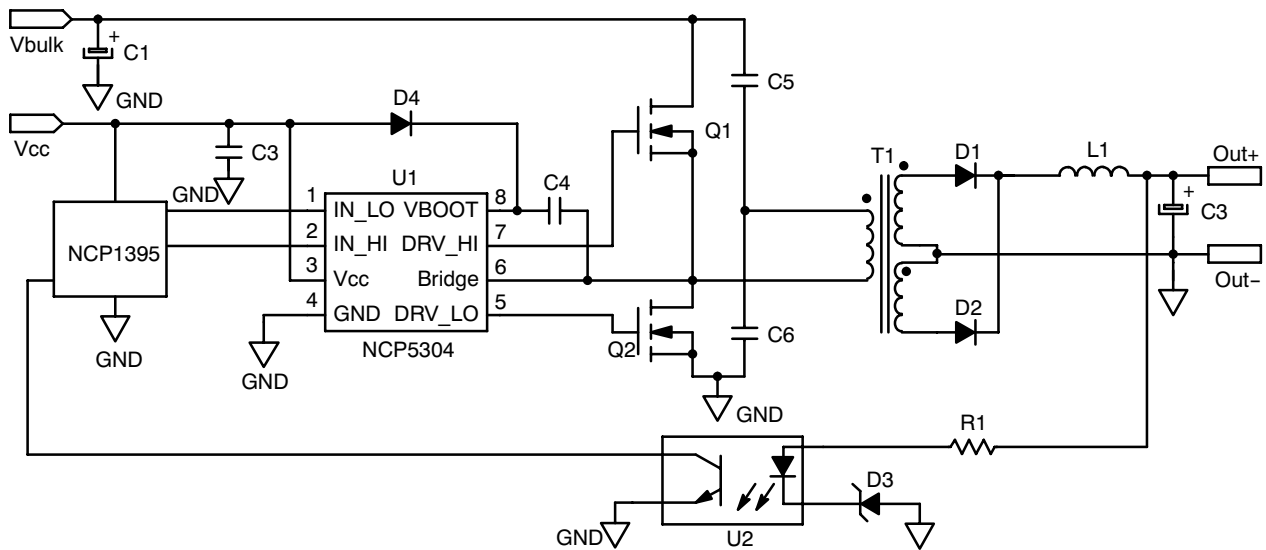 Vbulk
+
C1
GND
C5
D4
Q1
Vcc
C3
GND
T1
D1
L1
Out+
U1
C4
+
C3
1 IN_LO VBOOT 8
2 IN_HI DRV_HI 7
3 Vcc Bridge 6
4 GND DRV_LO 5
NCP1395
Out−
D2
GND
NCP5304
Q2
C6
GND
GND
R1
D3
GND
U2